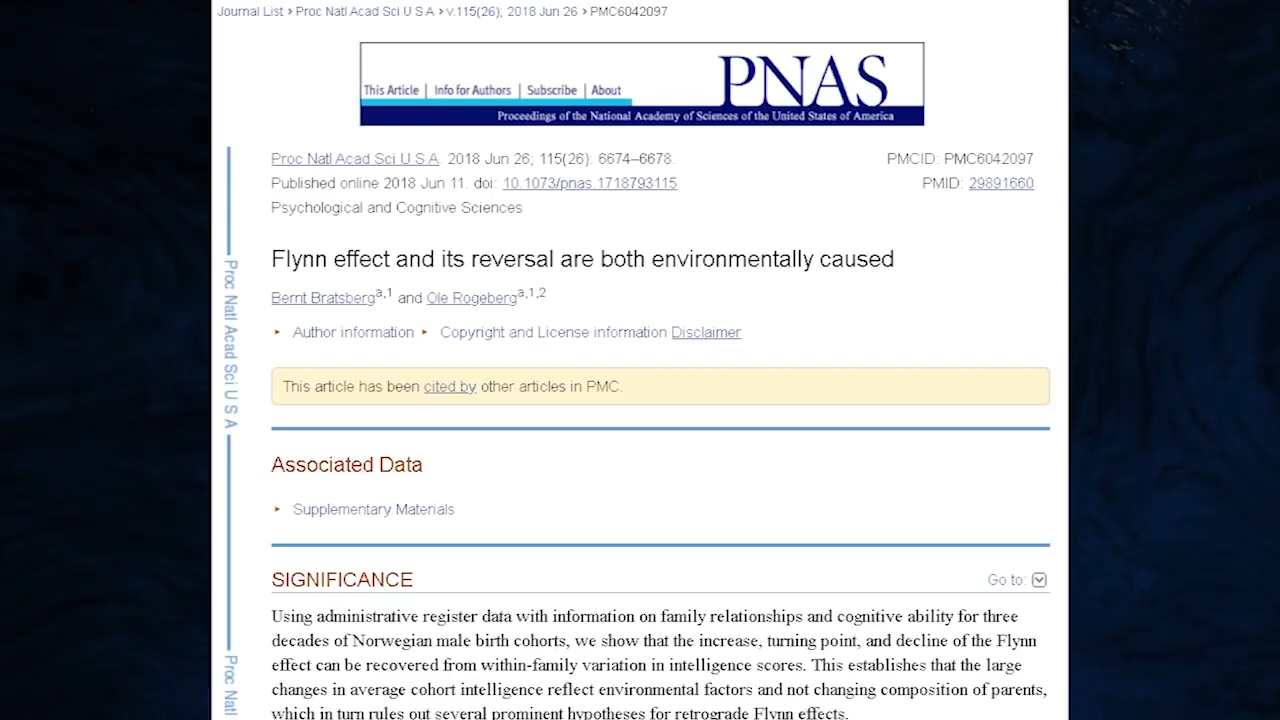 Journal List > Proc Natl Acad Sci U S A > v.115(26); 2018 Jun 26 > PMC6042097
This Article | Info for Authors | Subscribe | About
PNAS
Proceedings of the National Academy of Sciences of the United States of America
Proc Natl Acad Sci U S A. 2018 Jun 26; 115(26): 6674–6678.
PMCID: PMC6042097
Published online 2018 Jun 11. doi: 10.1073/pnas.1718793115
PMID: 29891660
Psychological and Cognitive Sciences
Flynn effect and its reversal are both environmentally caused
Bernt Bratsberg a,1 and Ole Rogeberg a,1,2
Author information ▸ Copyright and License information Disclaimer
This article has been cited by other articles in PMC.
Associated Data
Supplementary Materials
SIGNIFICANCE
Go to:
Using administrative register data with information on family relationships and cognitive ability for three
decades of Norwegian male birth cohorts, we show that the increase, turning point, and decline of the Flynn
effect can be recovered from within-family variation in intelligence scores. This establishes that the large
changes in average cohort intelligence reflect environmental factors and not changing composition of parents,
which in turn rules out several prominent hypotheses for retrograde Flynn effects.
Proc Natl Acad Sci U S A
Proc Natl